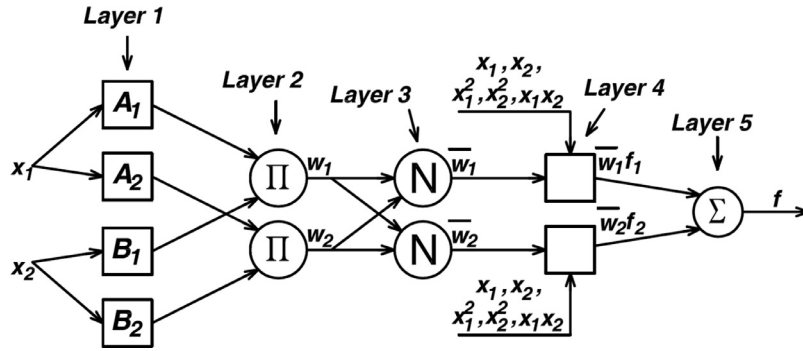 Layer 1
Layer 2
Layer 3
x₁, x₂,
x₁², x₂², x₁x₂
Layer 4
Layer 5
x₁
A₁
A₂
x₂
B₁
B₂
Π
w₁
Π
w₂
N
w̅₁
N
w̅₂
w̅₁f₁
w̅₂f₂
Σ
f
x₁, x₂,
x₁², x₂², x₁x₂